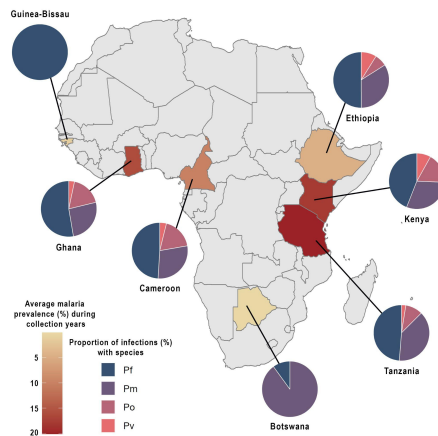 Guinea-Bissau
Ethiopia
Kenya
Ghana
Cameroon
Tanzania
Botswana
Average malaria
prevalence (%) during
collection years
5
10
15
20
Proportion of infections (%)
with species
Pf
Pm
Po
Pv